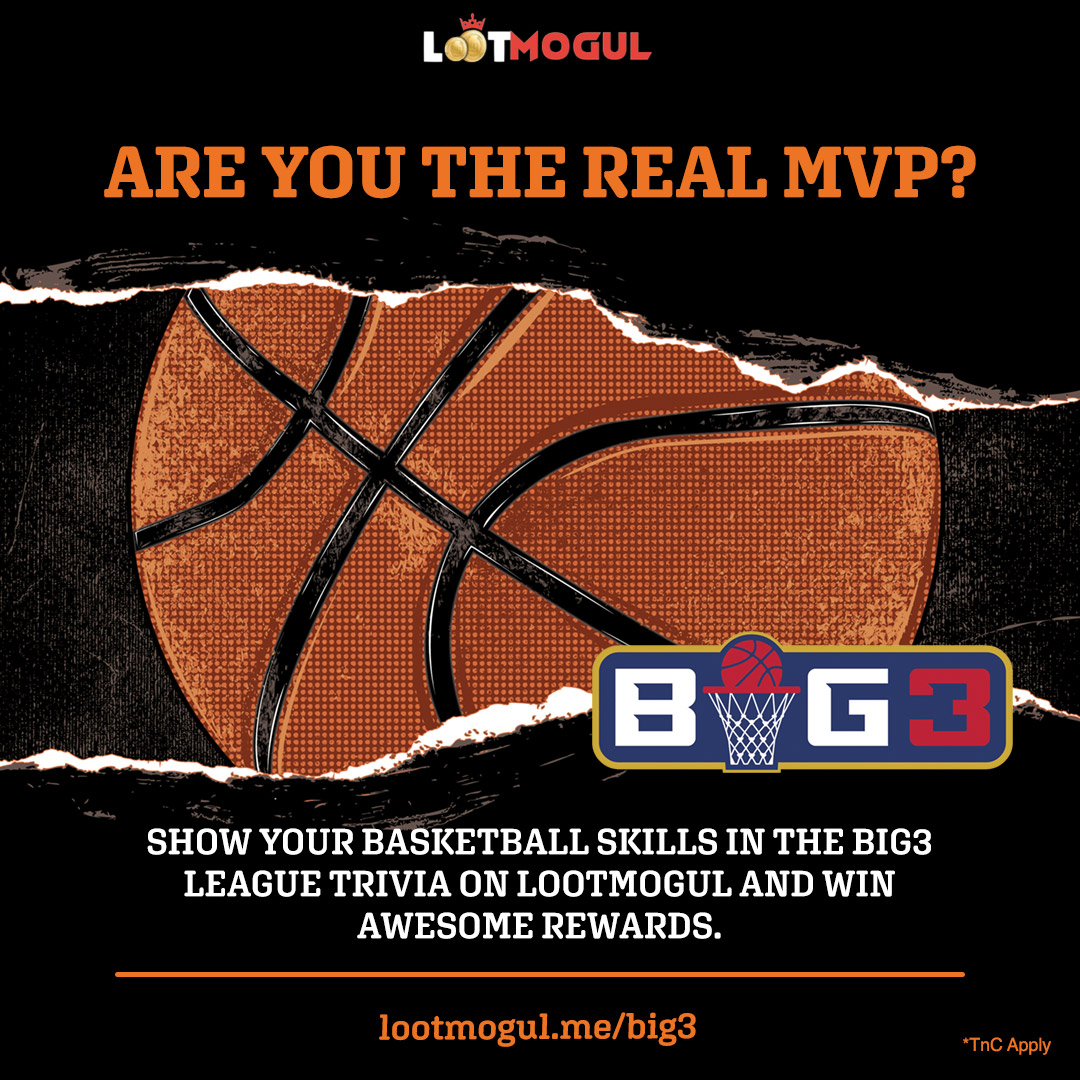 LOOTMOGUL
ARE YOU THE REAL MVP?
BIG3
SHOW YOUR BASKETBALL SKILLS IN THE BIG3
LEAGUE TRIVIA ON LOOTMOGUL AND WIN
AWESOME REWARDS.
lootmogul.me/big3
*TnC Apply